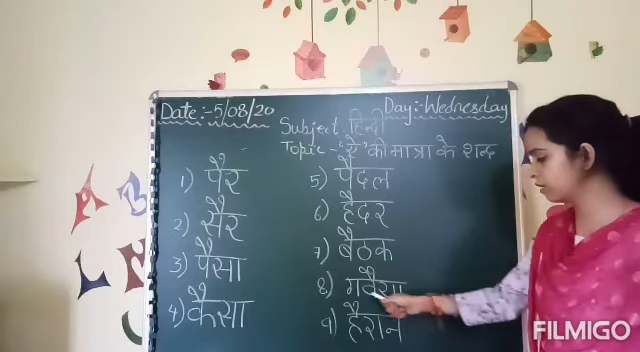 Date:-5/08/20
Day:-Wednesday
Subject हिन्दी
Topic - "ऐ" की मात्रा के शब्द
1) पैर
2) सैर
3) पैसा
4) कैसा
5) पैदल
6) हैदर
7) बैठक
8) गवैया
9) हैरान
FILMIGO